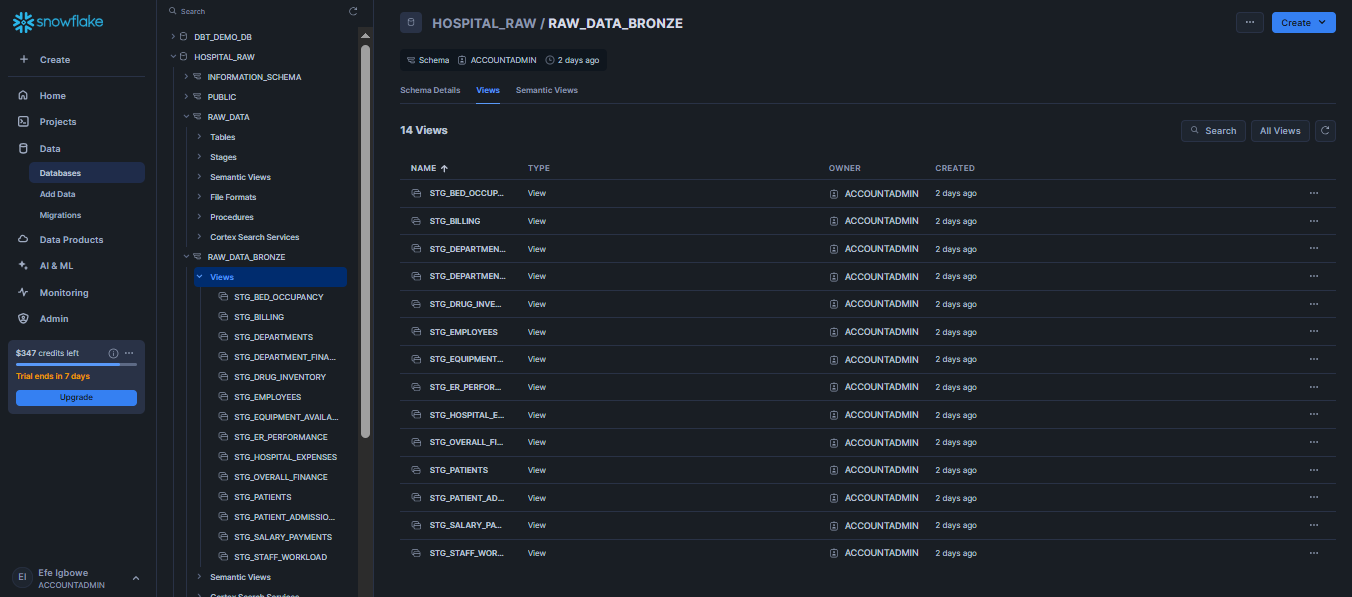 snowflake
Create
Home
Projects
Data
Databases
Add Data
Migrations
Data Products
AI & ML
Monitoring
Admin
$347 credits left
Trial ends in 7 days
Upgrade
EI
Efe Igbowe
ACCOUNTADMIN
Search
DBT_DEMO_DB
HOSPITAL_RAW
INFORMATION_SCHEMA
PUBLIC
RAW_DATA
Tables
Stages
Semantic Views
File Formats
Procedures
Cortex Search Services
RAW_DATA_BRONZE
Views
STG_BED_OCCUPANCY
STG_BILLING
STG_DEPARTMENTS
STG_DEPARTMENT_FINA...
STG_DRUG_INVENTORY
STG_EMPLOYEES
STG_EQUIPMENT_AVAILA...
STG_ER_PERFORMANCE
STG_HOSPITAL_EXPENSES
STG_OVERALL_FINANCE
STG_PATIENTS
STG_PATIENT_ADMISSIO...
STG_SALARY_PAYMENTS
STG_STAFF_WORKLOAD
Semantic Views
Cortex Search Services
HOSPITAL_RAW / RAW_DATA_BRONZE
... Create
Schema ACCOUNTADMIN 2 days ago
Schema Details Views Semantic Views
14 Views
Search All Views
NAME TYPE OWNER CREATED
STG_BED_OCCUP... View ACCOUNTADMIN 2 days ago ...
STG_BILLING View ACCOUNTADMIN 2 days ago ...
STG_DEPARTMEN... View ACCOUNTADMIN 2 days ago ...
STG_DEPARTMEN... View ACCOUNTADMIN 2 days ago ...
STG_DRUG_INVE... View ACCOUNTADMIN 2 days ago ...
STG_EMPLOYEES View ACCOUNTADMIN 2 days ago ...
STG_EQUIPMENT... View ACCOUNTADMIN 2 days ago ...
STG_ER_PERFOR... View ACCOUNTADMIN 2 days ago ...
STG_HOSPITAL_E... View ACCOUNTADMIN 2 days ago ...
STG_OVERALL_FI... View ACCOUNTADMIN 2 days ago ...
STG_PATIENTS View ACCOUNTADMIN 2 days ago ...
STG_PATIENT_AD... View ACCOUNTADMIN 2 days ago ...
STG_SALARY_PA... View ACCOUNTADMIN 2 days ago ...
STG_STAFF_WOR... View ACCOUNTADMIN 2 days ago ...